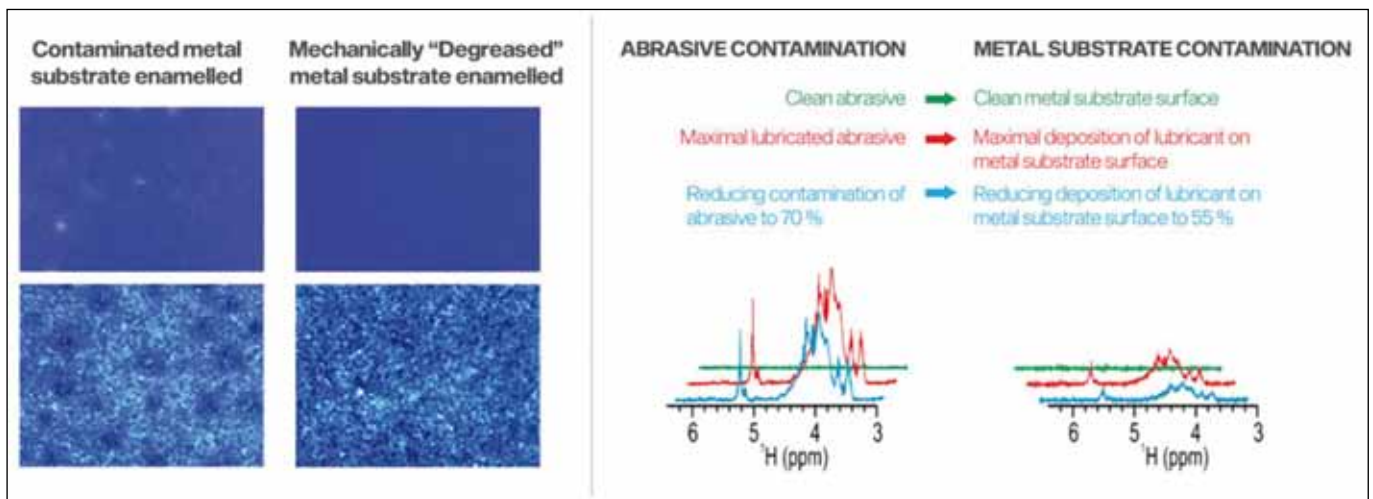 Contaminated metal
substrate enamelled
Mechanically “Degreased”
metal substrate enamelled
ABRASIVE CONTAMINATION
METAL SUBSTRATE CONTAMINATION
Clean abrasive
Clean metal substrate surface
Maximal lubricated abrasive
Maximal deposition of lubricant on
metal substrate surface
Reducing contamination of
abrasive to 70 %
Reducing deposition of lubricant on
metal substrate surface to 55 %
6 5 4 3
¹H (ppm)
6 5 4 3
¹H (ppm)